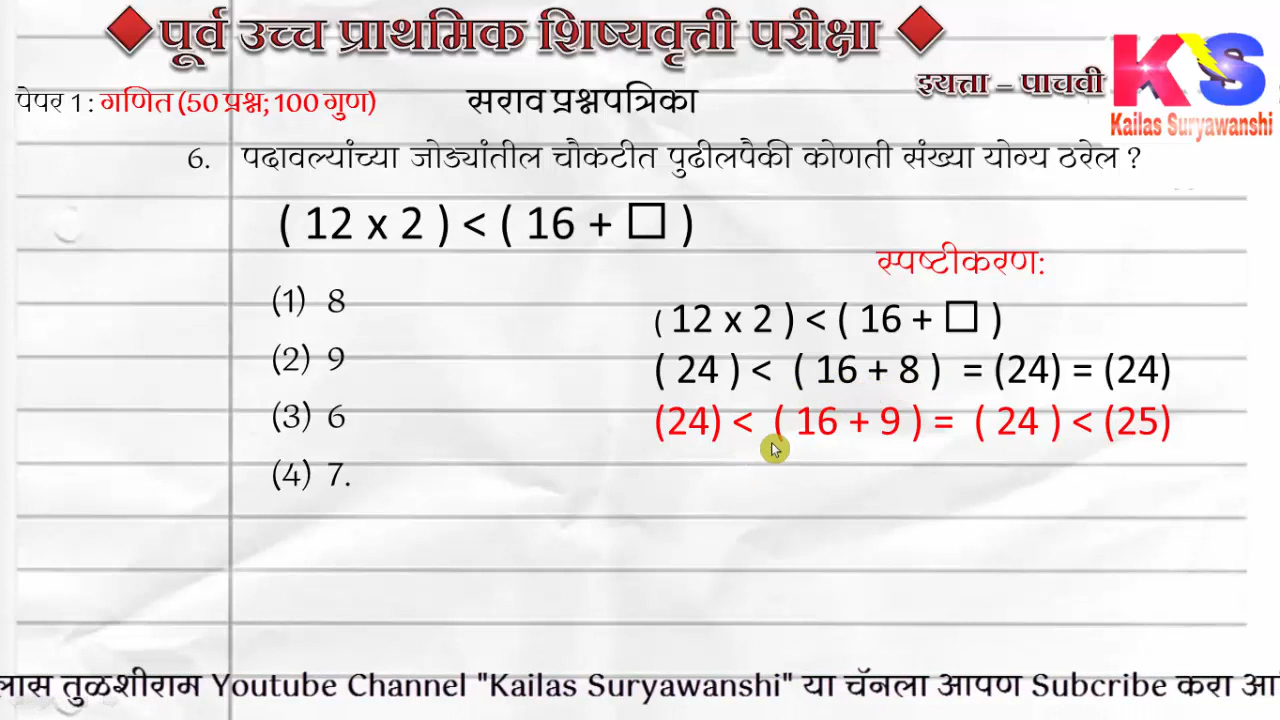 पूर्व उच्च प्राथमिक शिष्यवृत्ती परीक्षा
KS
इयत्ता – पाचवी
Kailas Suryawanshi
पेपर 1 : गणित (50 प्रश्न; 100 गुण)
सराव प्रश्नपत्रिका
6. पदावल्यांच्या जोड्यांतील चौकटीत पुढीलपैकी कोणती संख्या योग्य ठरेल ?
( 12 x 2 ) < ( 16 + □ )
स्पष्टीकरण:
(1) 8
(2) 9
(3) 6
(4) 7.
( 12 x 2 ) < ( 16 + □ )
( 24 ) < ( 16 + 8 ) = (24) = (24)
(24) < ( 16 + 9 ) = ( 24 ) < (25)
लास तुळशीराम Youtube Channel "Kailas Suryawanshi" या चॅनला आपण Subcribe करा